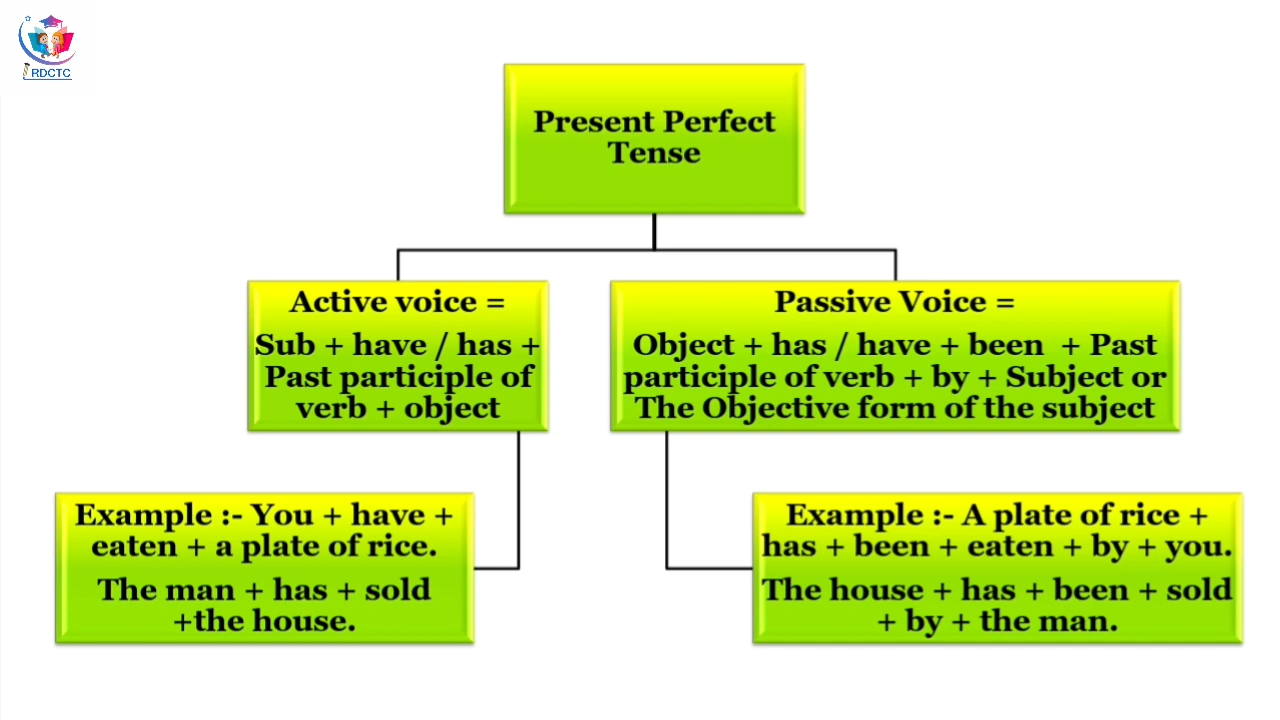 RDCTC
Present Perfect
Tense
Active voice =
Sub + have / has +
Past participle of
verb + object
Passive Voice =
Object + has / have + been + Past
participle of verb + by + Subject or
The Objective form of the subject
Example :- You + have +
eaten + a plate of rice.
The man + has + sold
+the house.
Example :- A plate of rice +
has + been + eaten + by + you.
The house + has + been + sold
+ by + the man.